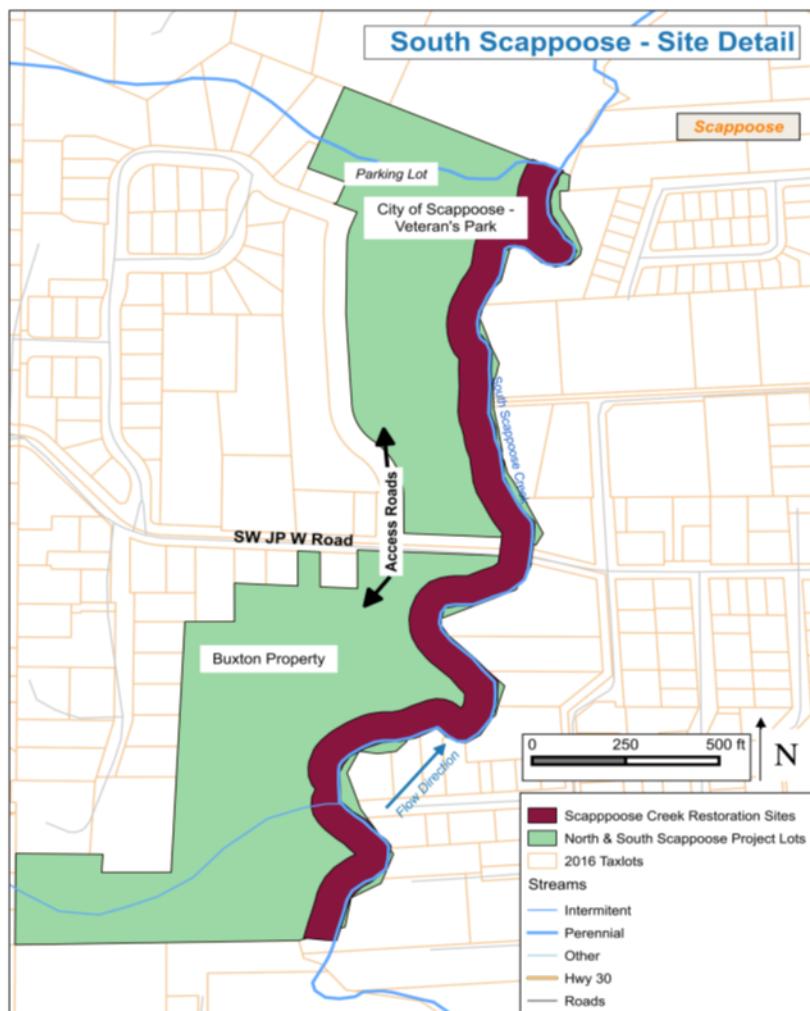 South Scappoose - Site Detail
Scappoose
Parking Lot
City of Scappoose -
Veteran's Park
South Scappoose Creek
Access Roads
SW JP W Road
Buxton Property
Flow Direction
0 250 500 ft
N
Scapppoose Creek Restoration Sites
North & South Scappoose Project Lots
2016 Taxlots
Streams
Intermitent
Perennial
Other
Hwy 30
Roads